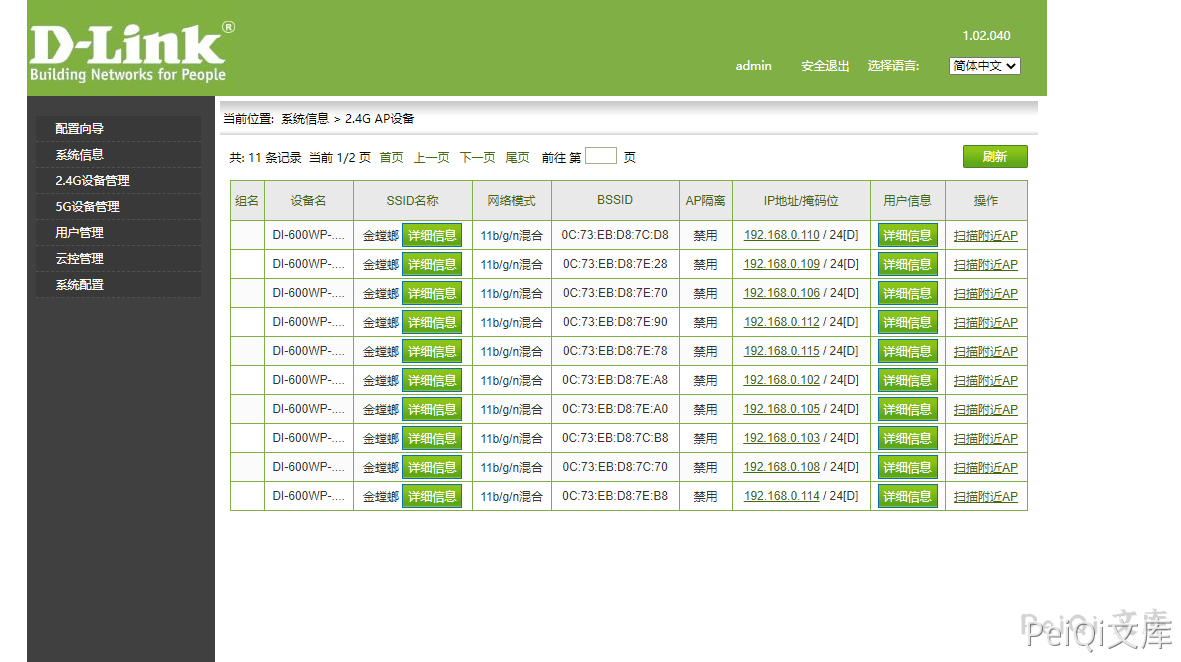 D-Link®
Building Networks for People
1.02.040
admin 安全退出 选择语言: 简体中文
配置向导
系统信息
2.4G设备管理
5G设备管理
用户管理
云控管理
系统配置
当前位置: 系统信息 > 2.4G AP设备
共: 11 条记录 当前 1/2 页 首页 上一页 下一页 尾页 前往 第 页 刷新
组名 设备名 SSID名称 网络模式 BSSID AP隔离 IP地址/掩码位 用户信息 操作
DI-600WP-.... 金螳螂 详细信息 11b/g/n混合 0C:73:EB:D8:7C:D8 禁用 192.168.0.110 / 24[D] 详细信息 扫描附近AP
DI-600WP-.... 金螳螂 详细信息 11b/g/n混合 0C:73:EB:D8:7E:28 禁用 192.168.0.109 / 24[D] 详细信息 扫描附近AP
DI-600WP-.... 金螳螂 详细信息 11b/g/n混合 0C:73:EB:D8:7E:70 禁用 192.168.0.106 / 24[D] 详细信息 扫描附近AP
DI-600WP-.... 金螳螂 详细信息 11b/g/n混合 0C:73:EB:D8:7E:90 禁用 192.168.0.112 / 24[D] 详细信息 扫描附近AP
DI-600WP-.... 金螳螂 详细信息 11b/g/n混合 0C:73:EB:D8:7E:78 禁用 192.168.0.115 / 24[D] 详细信息 扫描附近AP
DI-600WP-.... 金螳螂 详细信息 11b/g/n混合 0C:73:EB:D8:7E:A8 禁用 192.168.0.102 / 24[D] 详细信息 扫描附近AP
DI-600WP-.... 金螳螂 详细信息 11b/g/n混合 0C:73:EB:D8:7E:A0 禁用 192.168.0.105 / 24[D] 详细信息 扫描附近AP
DI-600WP-.... 金螳螂 详细信息 11b/g/n混合 0C:73:EB:D8:7C:B8 禁用 192.168.0.103 / 24[D] 详细信息 扫描附近AP
DI-600WP-.... 金螳螂 详细信息 11b/g/n混合 0C:73:EB:D8:7C:70 禁用 192.168.0.108 / 24[D] 详细信息 扫描附近AP
DI-600WP-.... 金螳螂 详细信息 11b/g/n混合 0C:73:EB:D8:7E:B8 禁用 192.168.0.114 / 24[D] 详细信息 扫描附近AP
PeiQi 文库
PeiQi文库